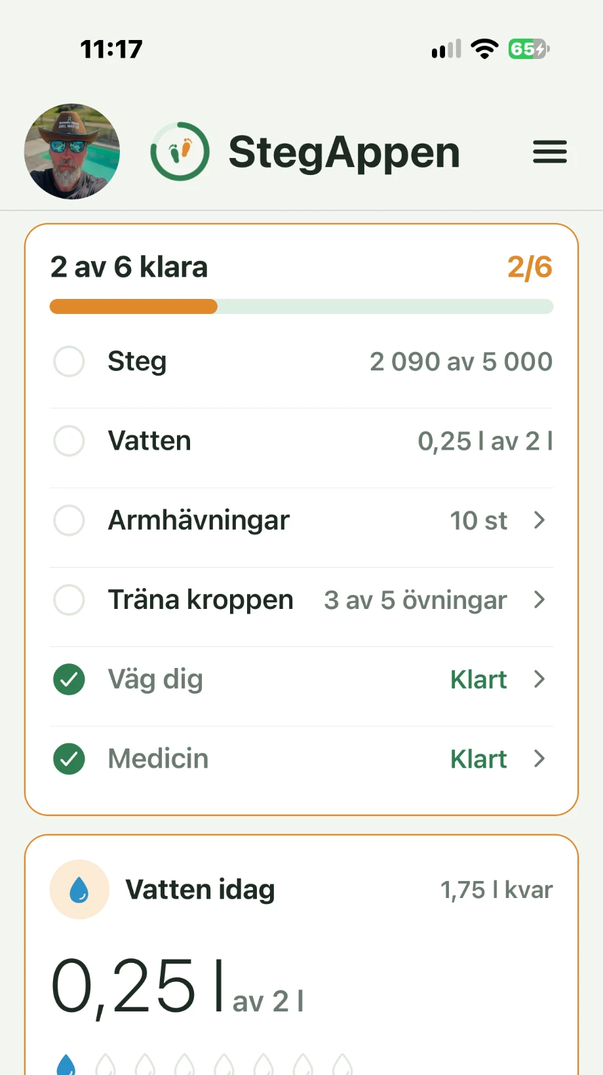 11:17
65
StegAppen
2 av 6 klara 2/6
Steg 2 090 av 5 000
Vatten 0,25 l av 2 l
Armhävningar 10 st
Träna kroppen 3 av 5 övningar
Väg dig Klart
Medicin Klart
Vatten idag 1,75 l kvar
0,25 l av 2 l